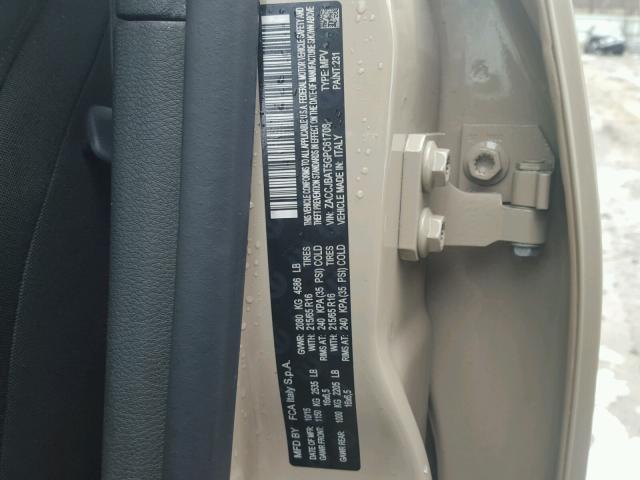 MFD BY FCA Italy S.p.A.
DATE OF MFR: 10/15 GVWR: 2080 KG 4586 LB
GAWR FRONT: 1150 KG 2535 LB WITH: 215/65 R16 TIRES
16x6,5 RIMS AT: 240 KPA (35 PSI) COLD
GAWR REAR: 1000 KG 2205 LB WITH: 215/65 R16 TIRES
16x6,5 RIMS AT: 240 KPA (35 PSI) COLD
THIS VEHICLE CONFORMS TO ALL APPLICABLE U.S.A. FEDERAL MOTOR VEHICLE SAFETY,
BUMPER, AND THEFT PREVENTION STANDARDS IN EFFECT ON THE DATE OF MANUFACTURE SHOWN ABOVE
VIN: ZACCJBAT5GPC61705 TYPE: MPV
VEHICLE MADE IN: ITALY PAINT: 231